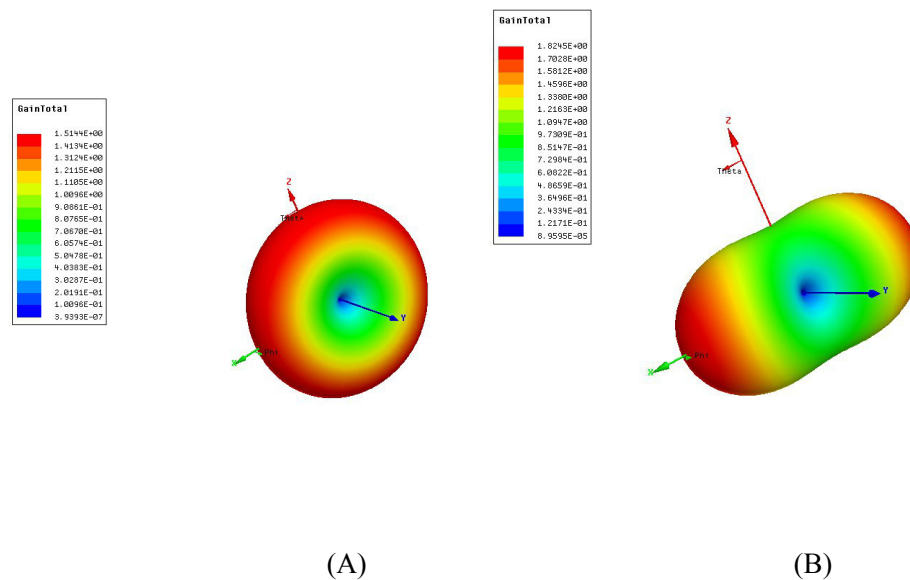 GainTotal
1.5144E+00
1.4134E+00
1.3124E+00
1.2115E+00
1.1105E+00
1.0096E+00
9.0861E-01
8.0765E-01
7.0670E-01
6.0574E-01
5.0478E-01
4.0383E-01
3.0287E-01
2.0191E-01
1.0096E-01
3.9393E-07
Z
Theta
Y
Phi
X
(A)
GainTotal
1.8245E+00
1.7028E+00
1.5812E+00
1.4596E+00
1.3380E+00
1.2163E+00
1.0947E+00
9.7309E-01
8.5147E-01
7.2984E-01
6.0822E-01
4.8659E-01
3.6496E-01
2.4334E-01
1.2171E-01
8.9595E-05
Z
Theta
Y
Phi
X
(B)